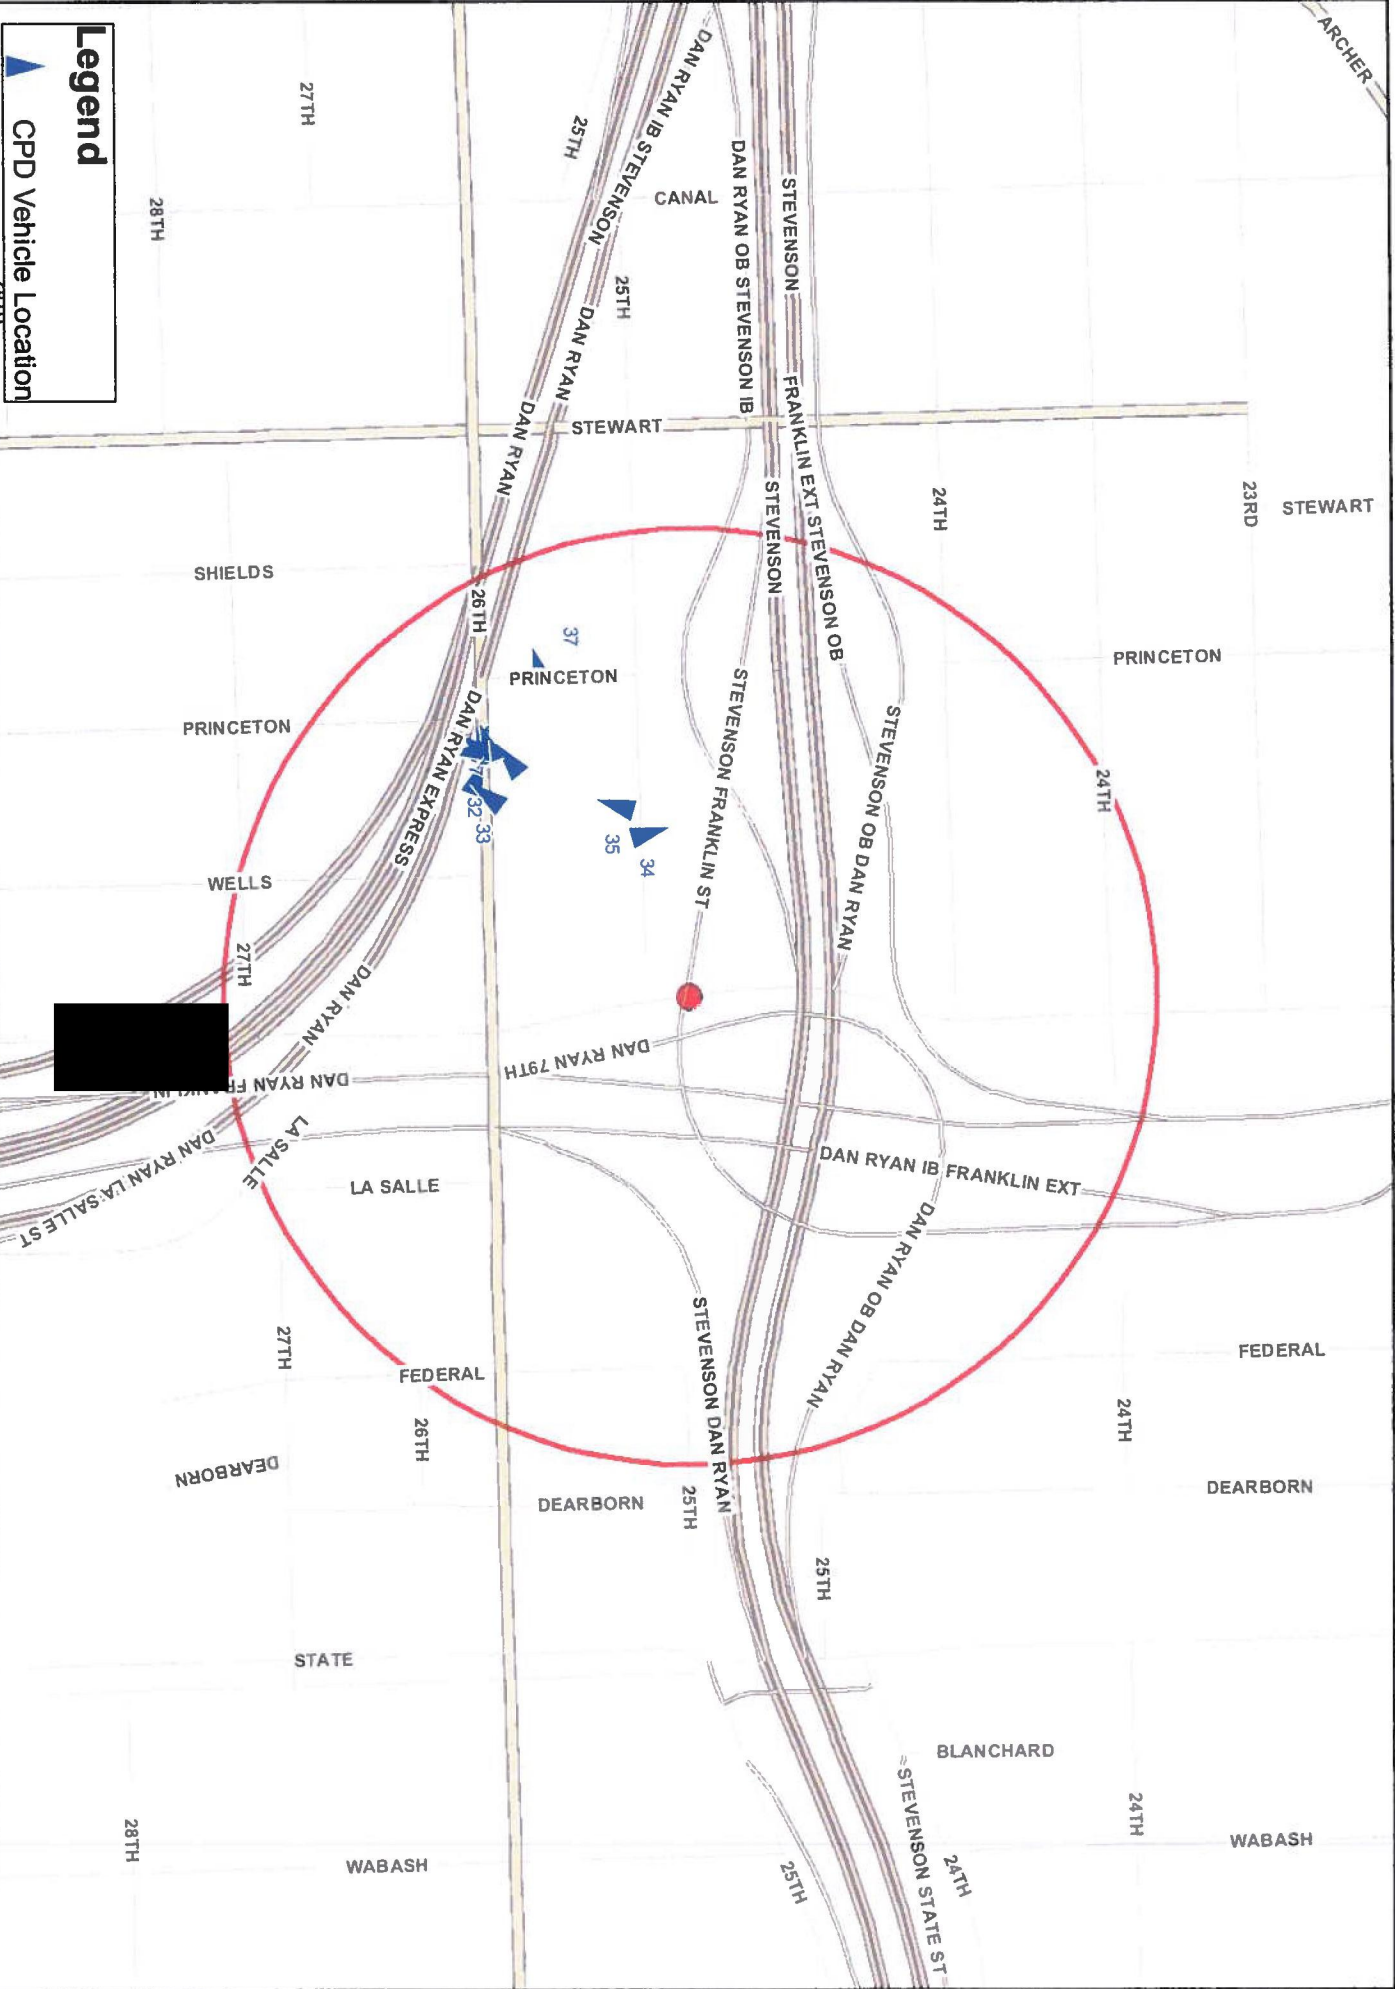 ARCHER
Legend
CPD Vehicle Location
27TH
28TH
25TH
DAN RYAN IB STEVENSON
CANAL
DAN RYAN OB STEVENSON IB
STEVENSON
25TH
DAN RYAN
DAN RYAN
STEWART
FRANKLIN EXT STEVENSON OB
STEVENSON
24TH
23RD
STEWART
SHIELDS
26TH
37
PRINCETON
PRINCETON
PRINCETON
DAN RYAN EXPRESS
STEVENSON FRANKLIN ST
STEVENSON OB DAN RYAN
24TH
32
33
35
34
WELLS
27TH
DAN RYAN
DAN RYAN 79TH
DAN RYAN FRANKLIN
DAN RYAN LA SALLE ST
LA SALLE
LA SALLE
DAN RYAN IB FRANKLIN EXT
DAN RYAN OB DAN RYAN
STEVENSON DAN RYAN
27TH
FEDERAL
FEDERAL
26TH
24TH
DEARBORN
DEARBORN
25TH
DEARBORN
25TH
STATE
BLANCHARD
STEVENSON STATE ST
24TH
28TH
WABASH
25TH
24TH
WABASH